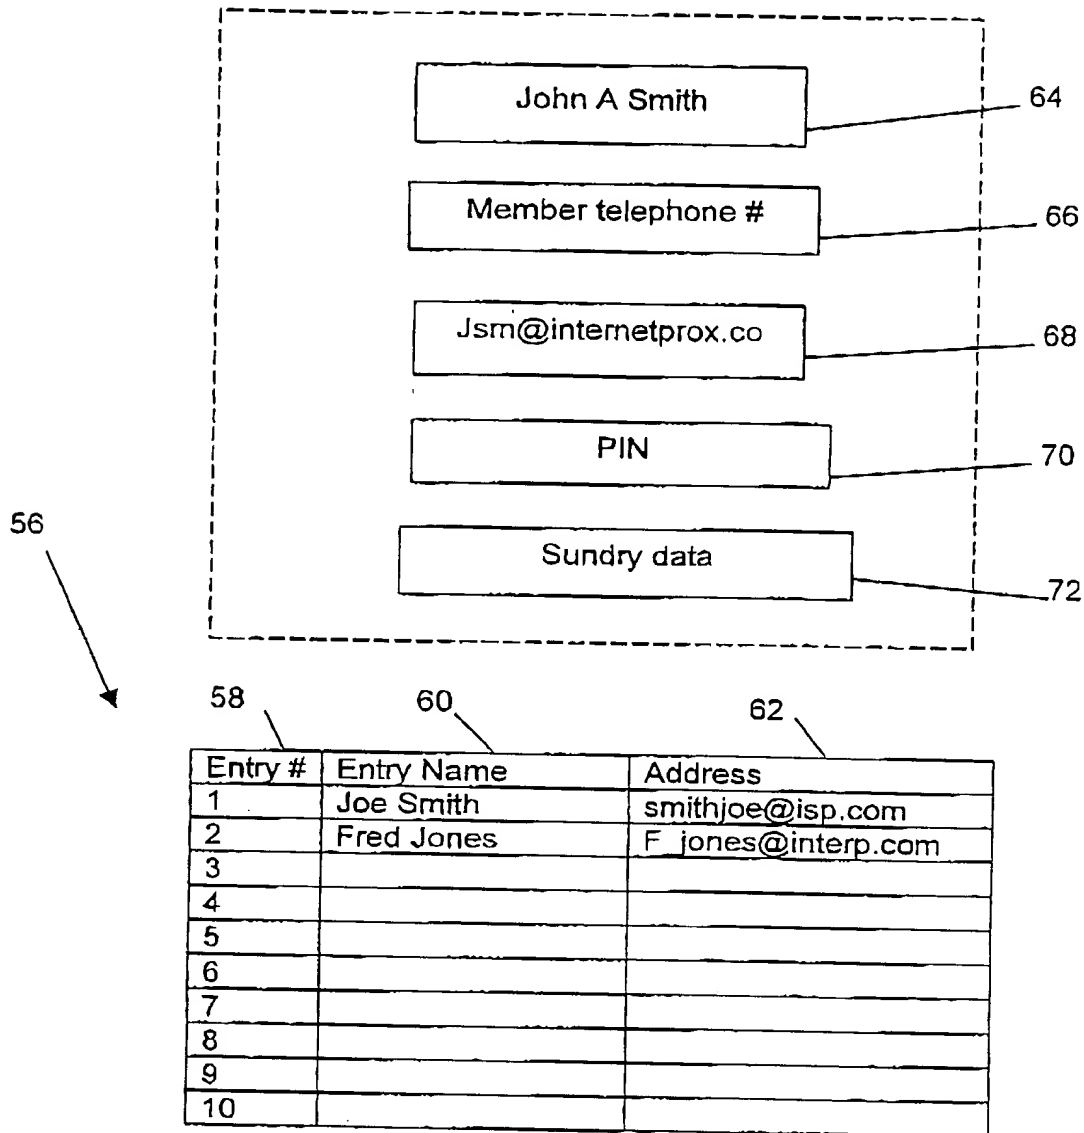 John A Smith
64
Member telephone #
66
Jsm@internetprox.co
68
PIN
70
56
Sundry data
72
58 60 62
Entry # Entry Name Address
1 Joe Smith smithjoe@isp.com
2 Fred Jones F_jones@interp.com
3
4
5
6
7
8
9
10